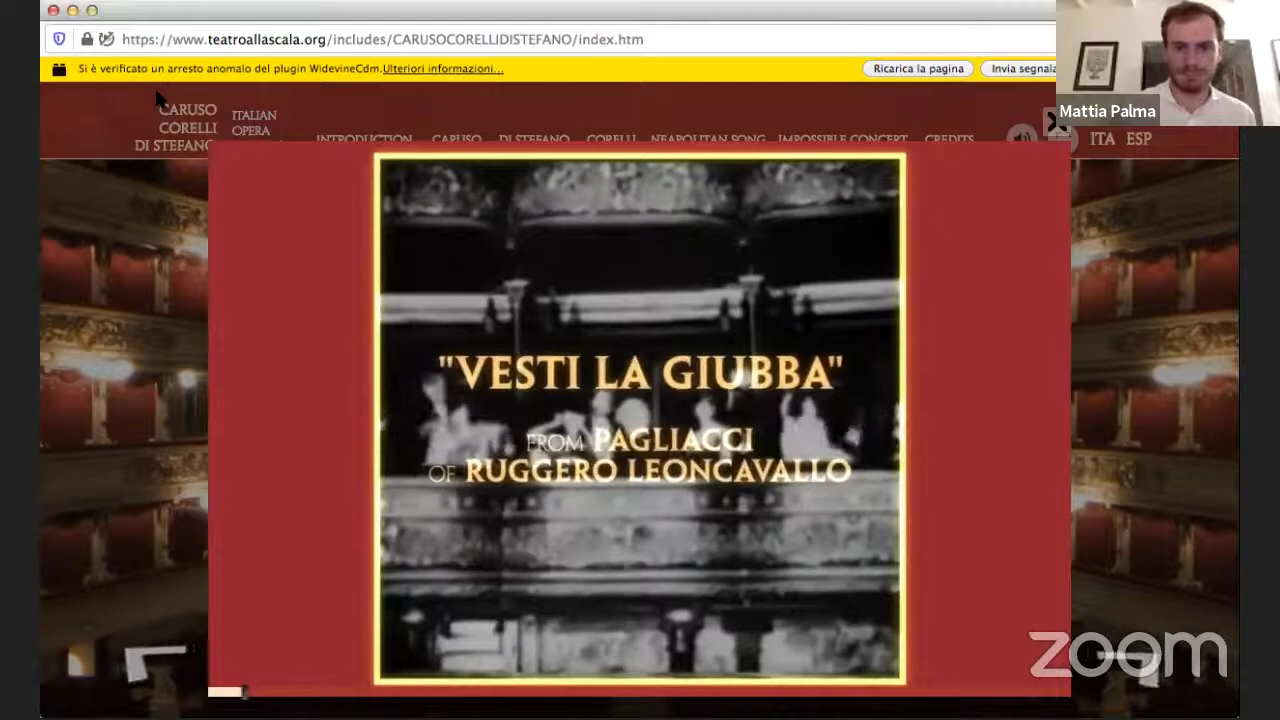 https://www.teatroallascala.org/includes/CARUSOCORELLIDISTEFANO/index.htm
Si è verificato un arresto anomalo del plugin WidevineCdm. Ulteriori informazioni...
Ricarica la pagina
Invia segnala
Mattia Palma
CARUSO
CORELLI
DI STEFANO
ITALIAN
OPERA
INTRODUCTION
CARUSO
DI STEFANO
CORELLI
NEAPOLITAN SONG
IMPOSSIBLE CONCERT
CREDITS
ITA ESP
"VESTI LA GIUBBA"
FROM PAGLIACCI
OF RUGGERO LEONCAVALLO
zoom